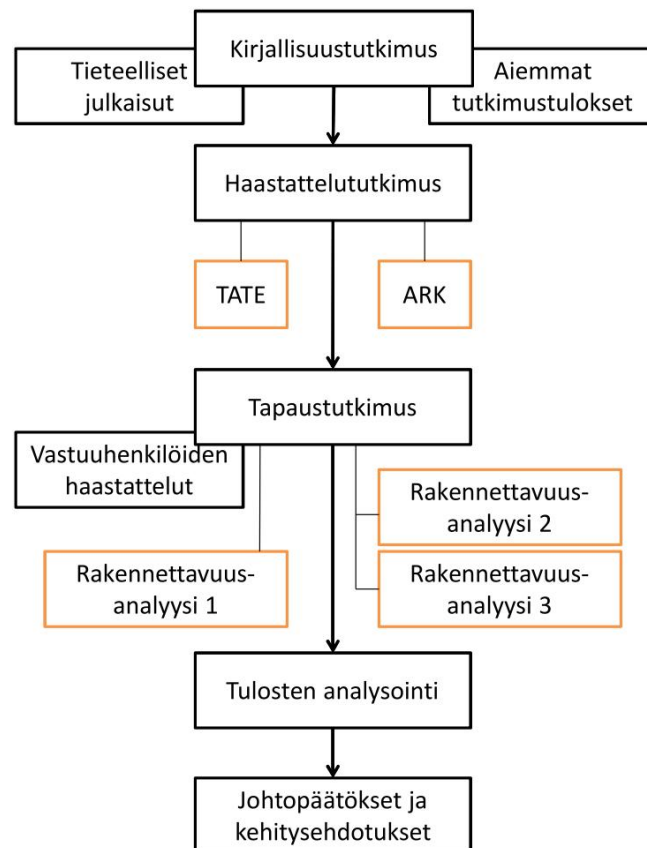 Kirjallisuustutkimus
Tieteelliset
julkaisut
Aiemmat
tutkimustulokset
Haastattelututkimus
TATE
ARK
Tapaustutkimus
Vastuuhenkilöiden
haastattelut
Rakennettavuus-
analyysi 2
Rakennettavuus-
analyysi 1
Rakennettavuus-
analyysi 3
Tulosten analysointi
Johtopäätökset ja
kehitysehdotukset